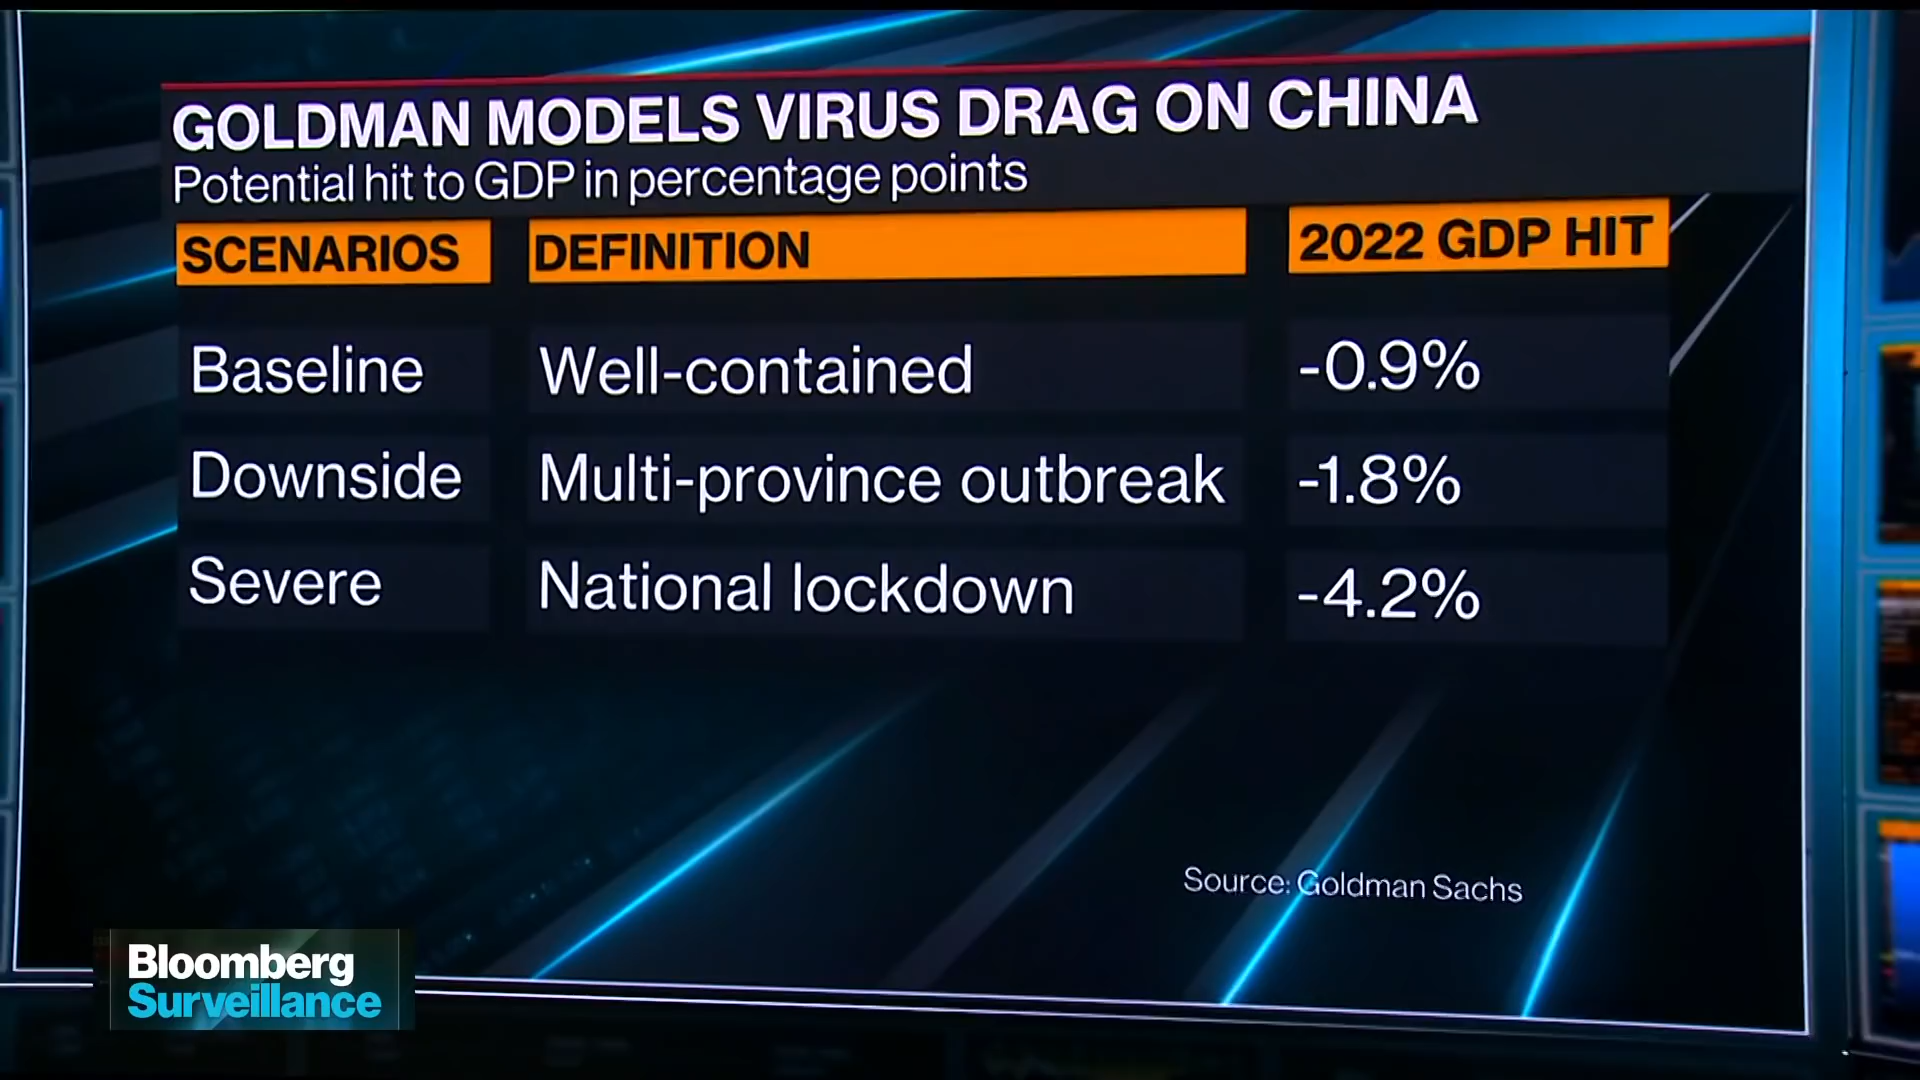 GOLDMAN MODELS VIRUS DRAG ON CHINA
Potential hit to GDP in percentage points
SCENARIOS DEFINITION 2022 GDP HIT
Baseline Well-contained -0.9%
Downside Multi-province outbreak -1.8%
Severe National lockdown -4.2%
Source: Goldman Sachs
Bloomberg
Surveillance